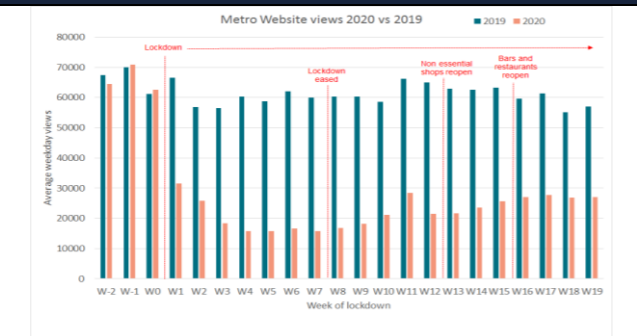 Metro Website views 2020 vs 2019
2019 2020
80000
70000
60000
50000
40000
30000
20000
10000
0
Average weekday views
Lockdown
Lockdown
eased
Non essential
shops reopen
Bars and
restaurants
reopen
W-2 W-1 W0 W1 W2 W3 W4 W5 W6 W7 W8 W9 W10 W11 W12 W13 W14 W15 W16 W17 W18 W19
Week of lockdown